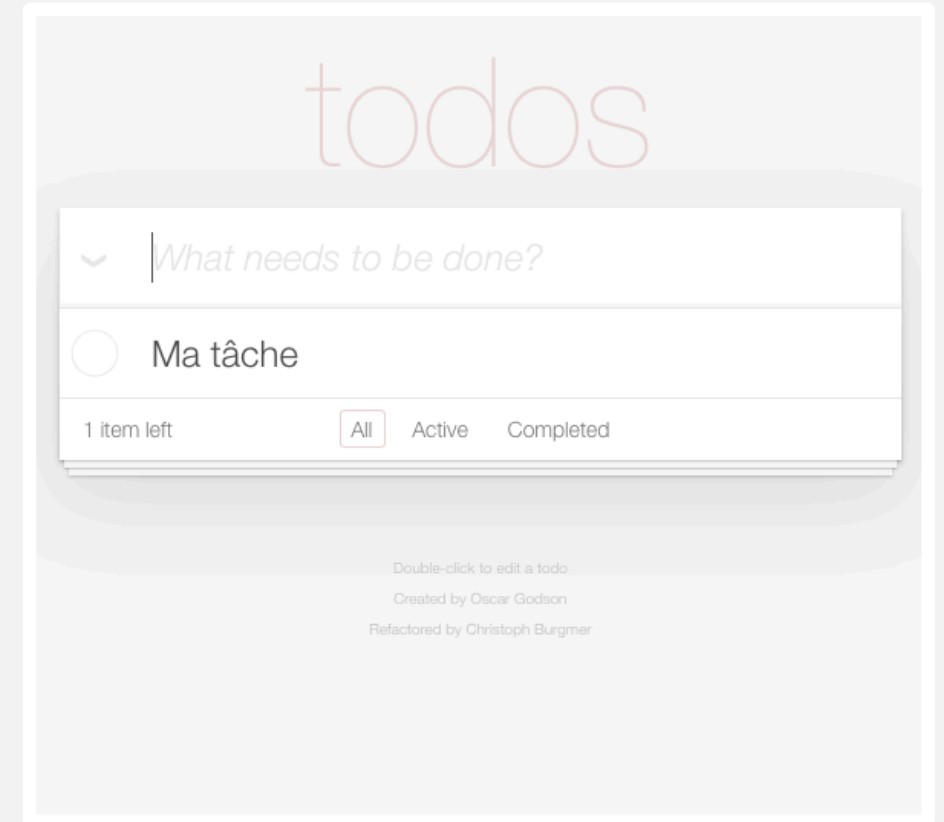 todos
What needs to be done?
Ma tâche
1 item left All Active Completed
Double-click to edit a todo
Created by Oscar Godson
Refactored by Christoph Burgmer